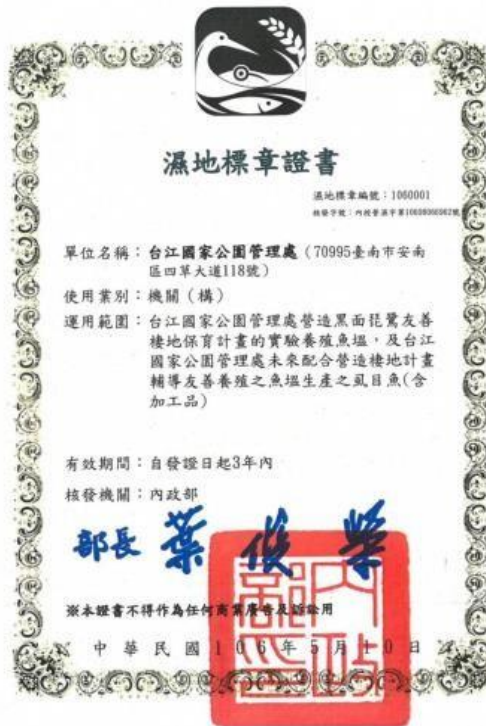 濕地標章證書
濕地標章編號：1060001
單位名稱：台江國家公園管理處（70995臺南市安南
區四草大道118號）
使用業別：機關（構）
運用範圍：台江國家公園管理處營造黑面琵鷺友善
棲地保育計畫的實驗養殖魚塭，及台江
國家公園管理處未來配合營造棲地計畫
輔導友善養殖之魚塭生產之虱目魚(含
加工品)
有效期間：自發證日起3年內
核發機關：內政部
部長 葉俊榮
※本證書不得作為任何商業廣告及訴訟用
中華民國106年5月10日
內政部印